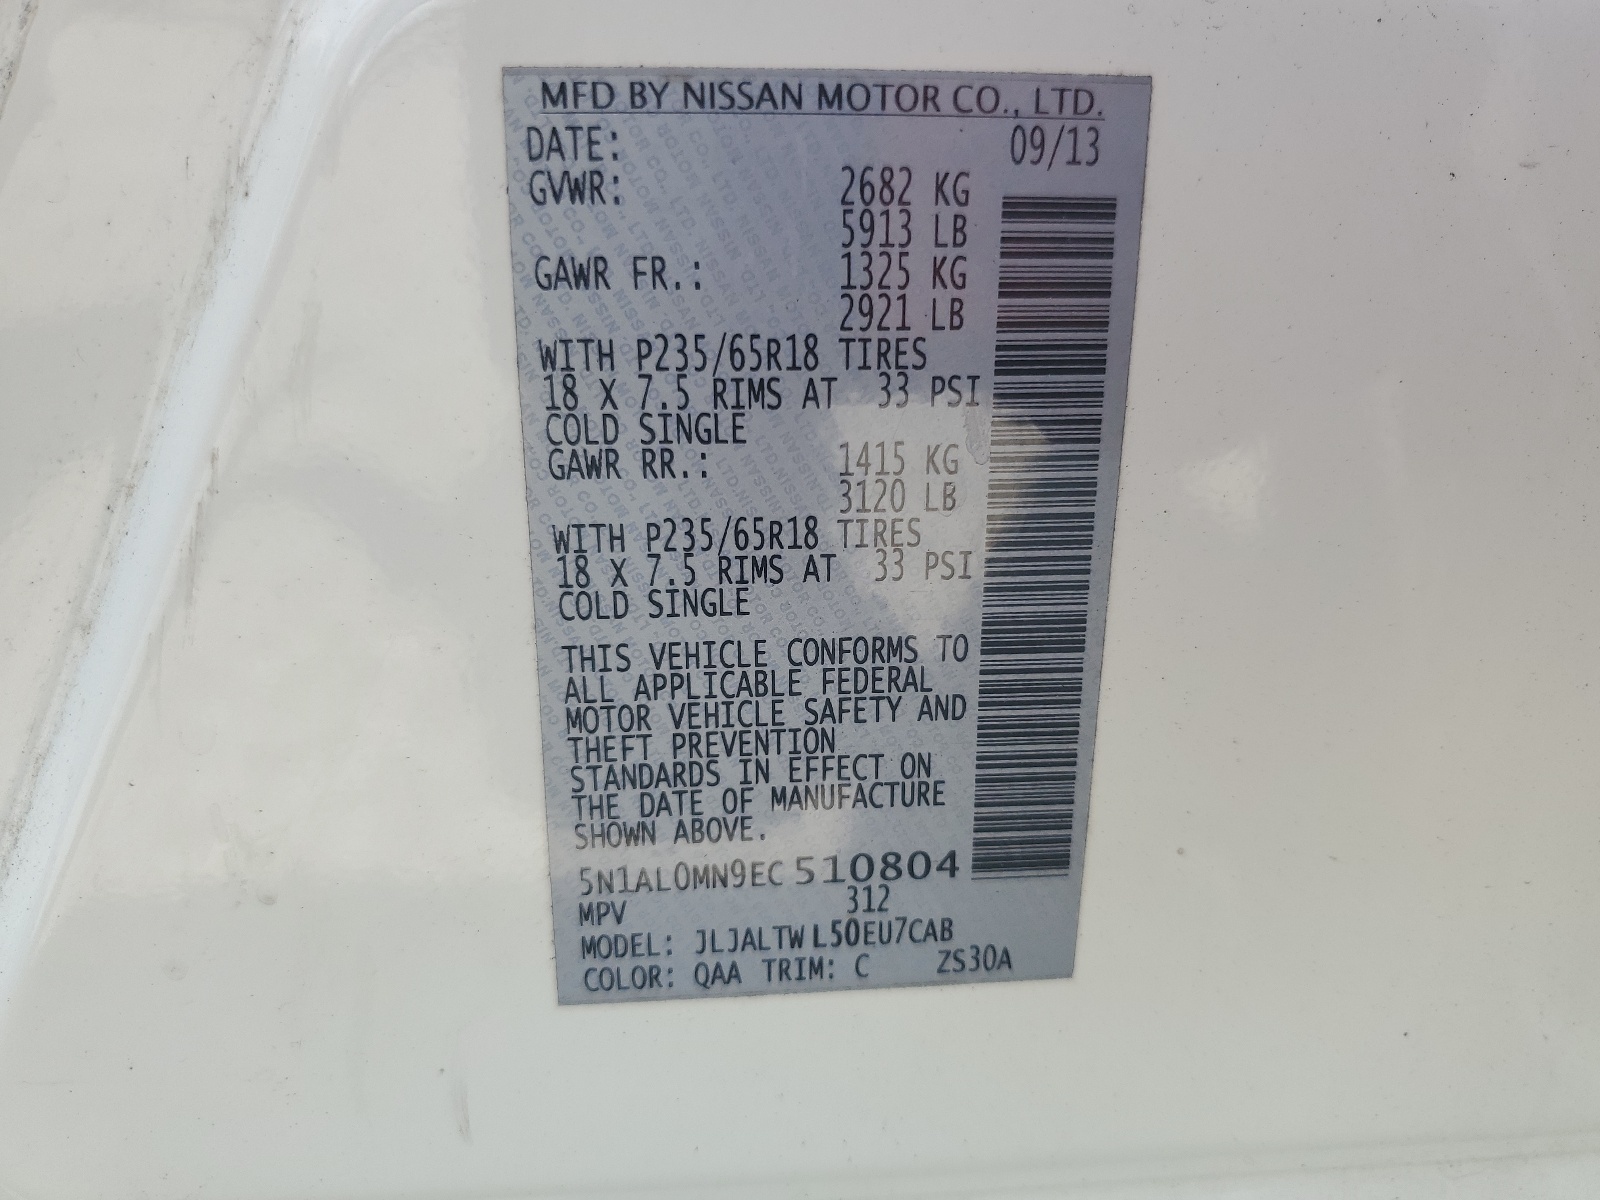 MFD BY NISSAN MOTOR CO., LTD.
DATE: 09/13
GVWR: 2682 KG
5913 LB
GAWR FR.: 1325 KG
2921 LB
WITH P235/65R18 TIRES
18 X 7.5 RIMS AT 33 PSI
COLD SINGLE
GAWR RR.: 1415 KG
3120 LB
WITH P235/65R18 TIRES
18 X 7.5 RIMS AT 33 PSI
COLD SINGLE
THIS VEHICLE CONFORMS TO
ALL APPLICABLE FEDERAL
MOTOR VEHICLE SAFETY AND
THEFT PREVENTION
STANDARDS IN EFFECT ON
THE DATE OF MANUFACTURE
SHOWN ABOVE.
5N1AL0MN9EC 510804
MPV 312
MODEL: JLJALTW L50EU7CAB
COLOR: QAA TRIM: C ZS30A